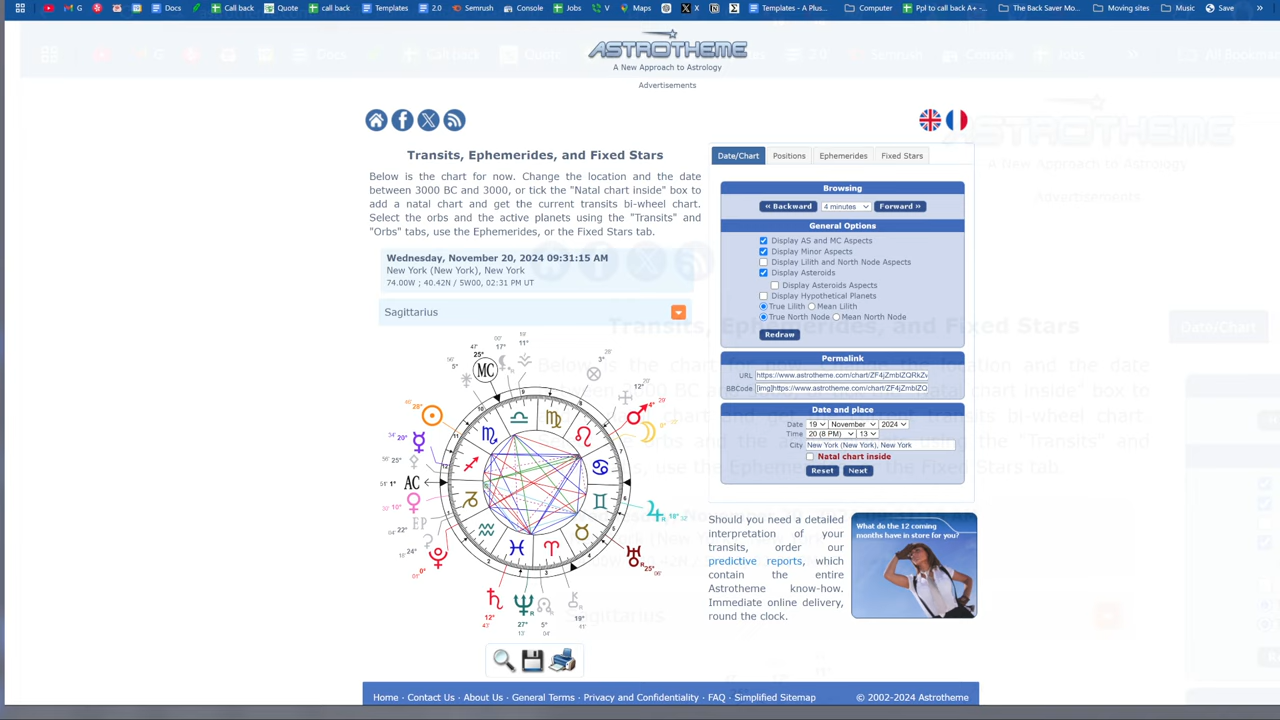 Call back
Quote
call back
Templates
Semrush
Console
Jobs
V
Maps
N
Computer
Ppl to call back A+ -...
The Back Saver Mo...
Moving sites
Music
Save
»
ASTROTHEME
A New Approach to Astrology
Advertisements
Transits, Ephemerides, and Fixed Stars
Below is the chart for now. Change the location and the date
between 3000 BC and 3000, or tick the "Natal chart inside" box to
add a natal chart and get the current transits bi-wheel chart.
Select the orbs and the active planets using the "Transits" and
"Orbs" tabs, use the Ephemerides, or the Fixed Stars tab.
Wednesday, November 20, 2024 09:31:15 AM
New York (New York), New York
74.00W ; 40.42N / 5W00, 02:31 PM UT
Sagittarius
MC
AC
EP
Date/Chart
Positions
Ephemerides
Fixed Stars
Browsing
« Backward
4 minutes
Forward »
General Options
Display AS and MC Aspects
Display Minor Aspects
Display Lilith and North Node Aspects
Display Asteroids
Display Asteroids Aspects
Display Hypothetical Planets
True Lilith Mean Lilith
True North Node Mean North Node
Redraw
Permalink
URL
BBCode
Date and place
Date 19 November 2024
Time 20 (8 PM) 13
City New York (New York), New York
Natal chart inside
Reset
Next
Should you need a detailed
interpretation of your
transits, order our
predictive reports, which
contain the entire
Astrotheme know-how.
Immediate online delivery,
round the clock.
What do the 12 coming
months have in store for you?
Home · Contact Us · About Us · General Terms · Privacy and Confidentiality · FAQ · Simplified Sitemap
© 2002-2024 Astrotheme